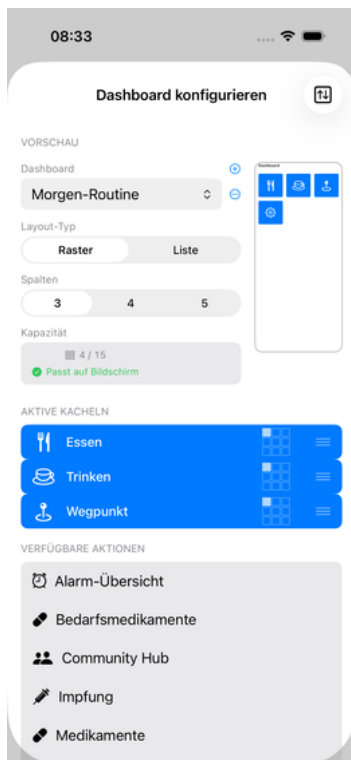 08:33
Dashboard konfigurieren
VORSCHAU
Dashboard
Morgen-Routine
Layout-Typ
Raster Liste
Spalten
3 4 5
Kapazität
4 / 15
Passt auf Bildschirm
Dashboard
AKTIVE KACHELN
Essen
Trinken
Wegpunkt
VERFÜGBARE AKTIONEN
Alarm-Übersicht
Bedarfsmedikamente
Community Hub
Impfung
Medikamente